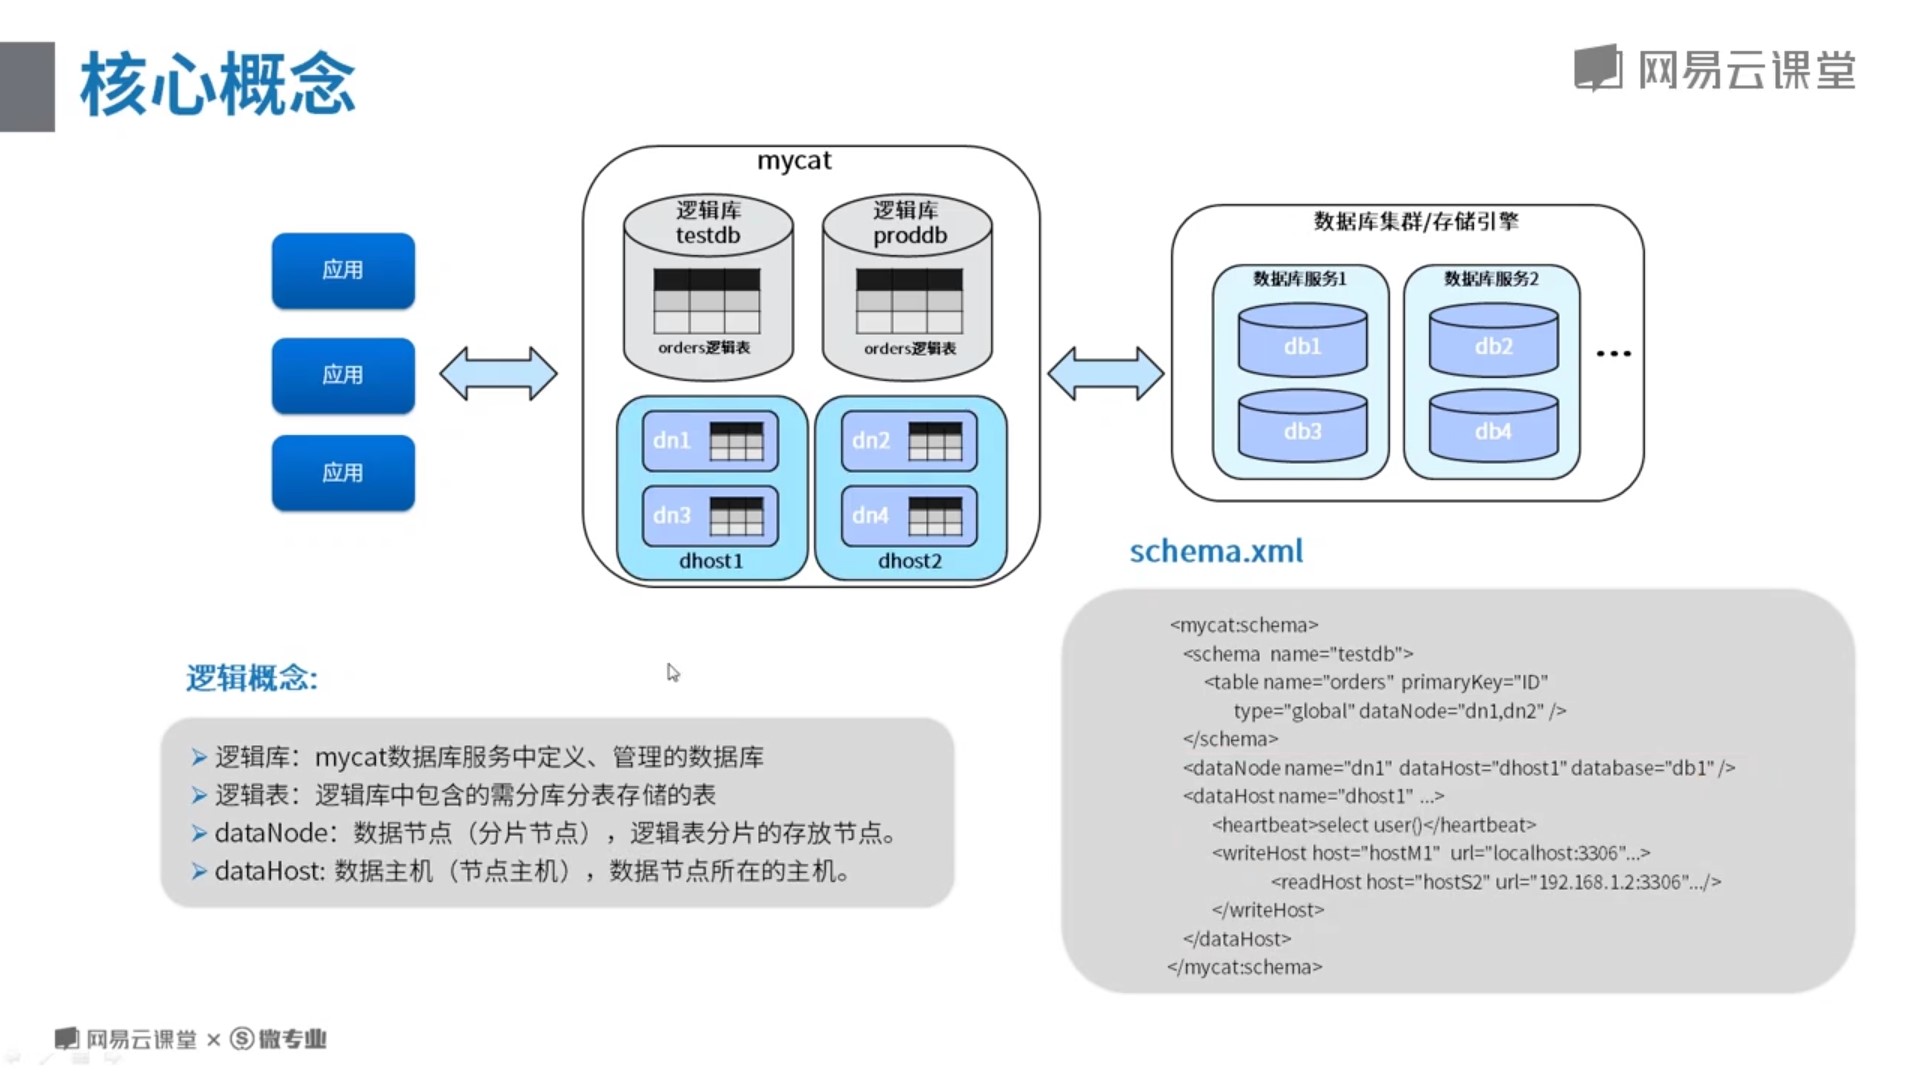 核心概念
网易云课堂
应用
应用
应用
mycat
逻辑库
testdb
orders逻辑表
逻辑库
proddb
orders逻辑表
dn1
dn3
dhost1
dn2
dn4
dhost2
数据库集群/存储引擎
数据库服务1
db1
db3
数据库服务2
db2
db4
...
逻辑概念:
逻辑库：mycat数据库服务中定义、管理的数据库
逻辑表：逻辑库中包含的需分库分表存储的表
dataNode：数据节点（分片节点），逻辑表分片的存放节点。
dataHost: 数据主机（节点主机），数据节点所在的主机。
schema.xml
<mycat:schema>
<schema name="testdb">
<table name="orders" primaryKey="ID"
type="global" dataNode="dn1,dn2" />
</schema>
<dataNode name="dn1" dataHost="dhost1" database="db1" />
<dataHost name="dhost1" ...>
<heartbeat>select user()</heartbeat>
<writeHost host="hostM1" url="localhost:3306"...>
<readHost host="hostS2" url="192.168.1.2:3306".../>
</writeHost>
</dataHost>
</mycat:schema>
网易云课堂 × 微专业